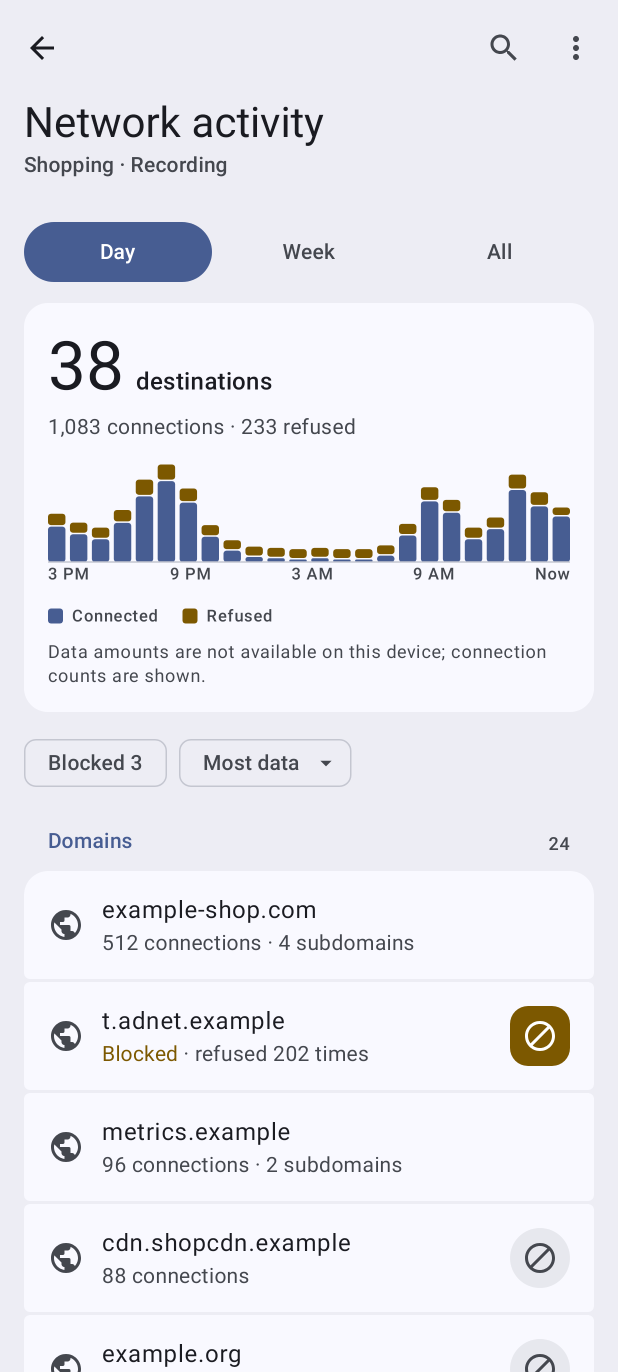 Network activity
Shopping · Recording
Day
Week
All
38 destinations
1,083 connections · 233 refused
3 PM
9 PM
3 AM
9 AM
Now
Connected
Refused
Data amounts are not available on this device; connection
counts are shown.
Blocked 3
Most data
Domains
24
example-shop.com
512 connections · 4 subdomains
t.adnet.example
Blocked · refused 202 times
metrics.example
96 connections · 2 subdomains
cdn.shopcdn.example
88 connections
example.org